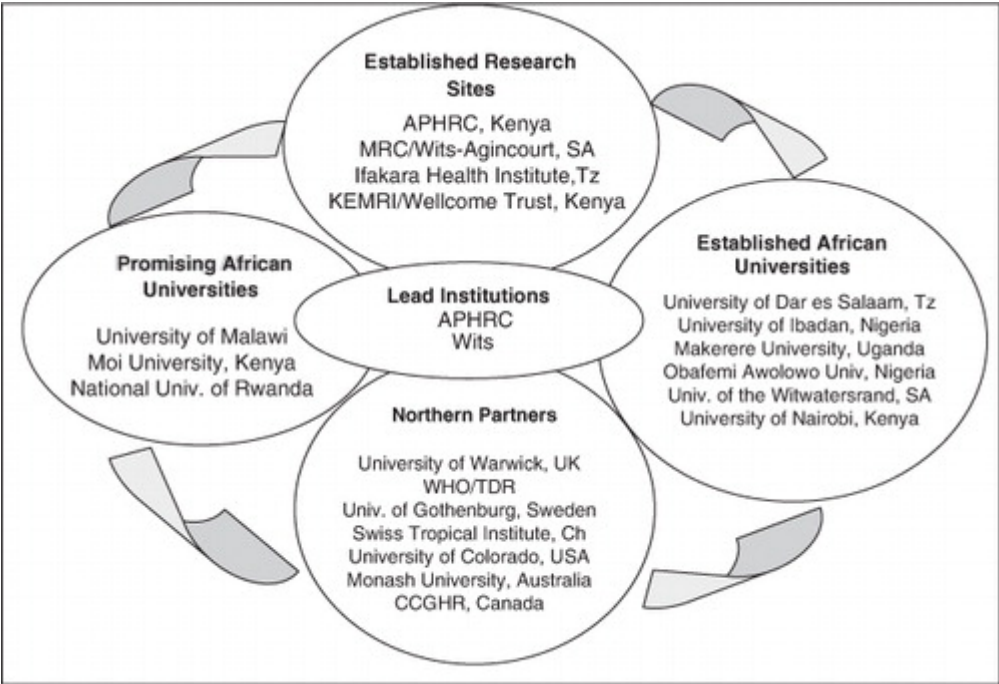 Established Research
Sites
APHRC, Kenya
MRC/Wits-Agincourt, SA
Ifakara Health Institute,Tz
KEMRI/Wellcome Trust, Kenya
Promising African
Universities
University of Malawi
Moi University, Kenya
National Univ. of Rwanda
Lead Institutions
APHRC
Wits
Established African
Universities
University of Dar es Salaam, Tz
University of Ibadan, Nigeria
Makerere University, Uganda
Obafemi Awolowo Univ, Nigeria
Univ. of the Witwatersrand, SA
University of Nairobi, Kenya
Northern Partners
University of Warwick, UK
WHO/TDR
Univ. of Gothenburg, Sweden
Swiss Tropical Institute, Ch
University of Colorado, USA
Monash University, Australia
CCGHR, Canada